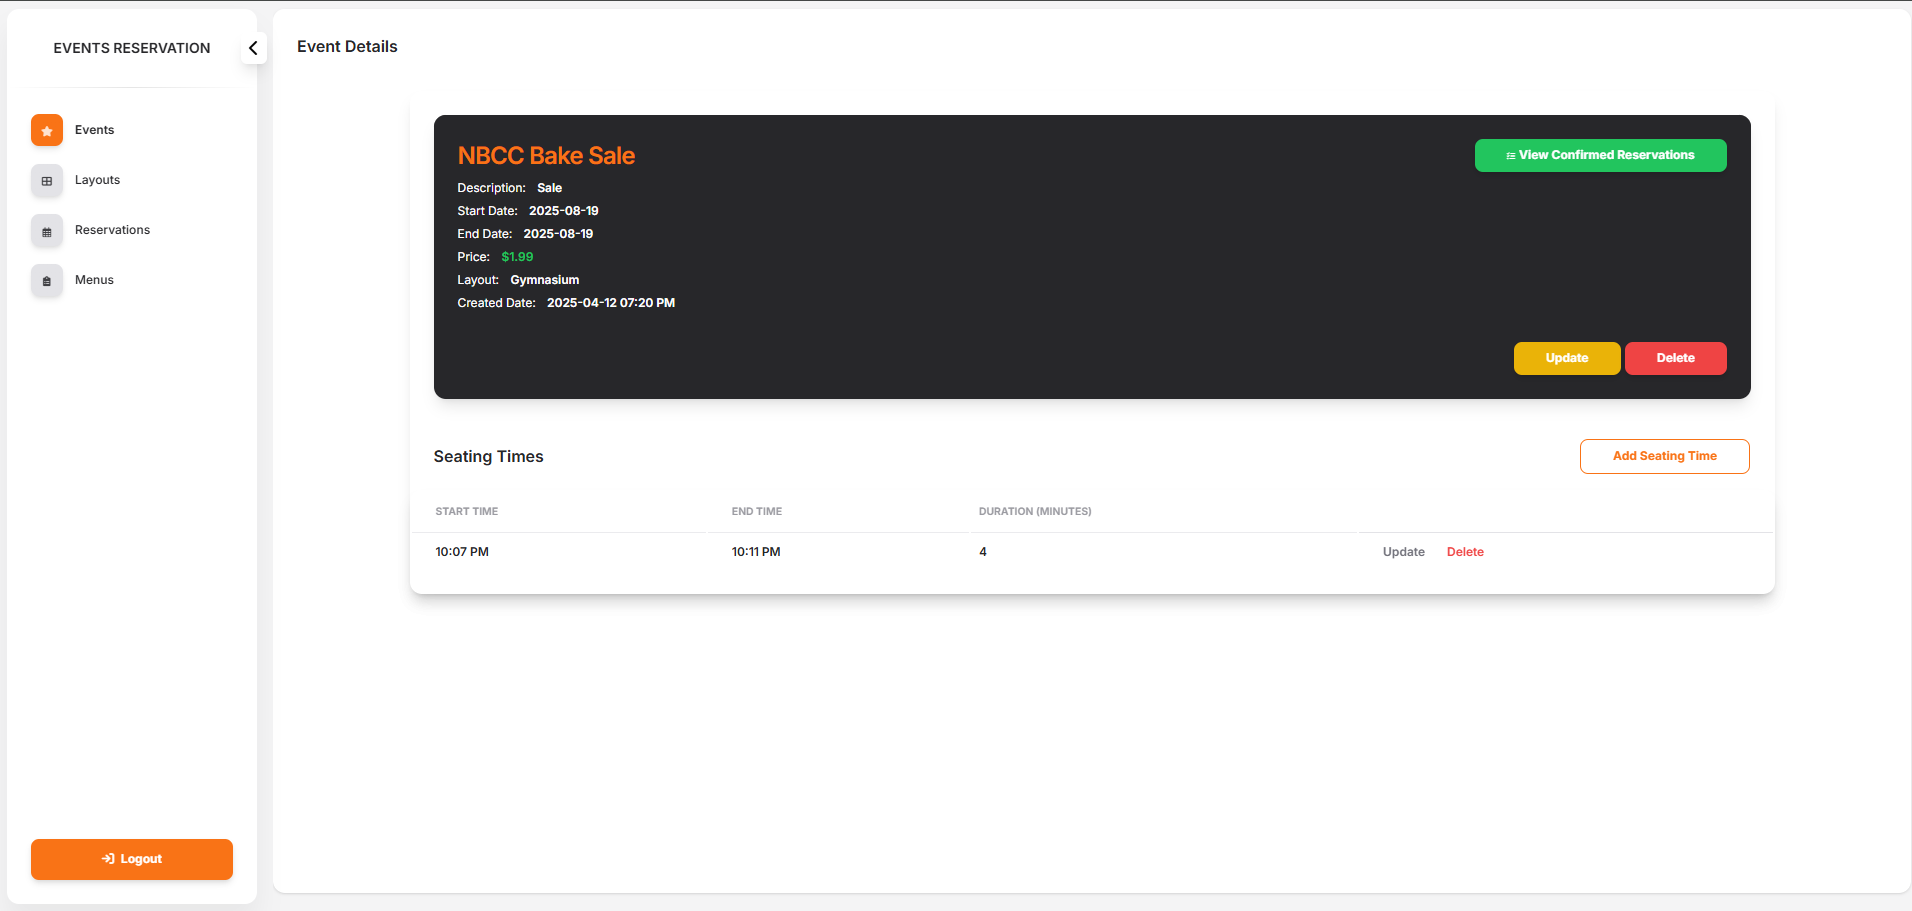 EVENTS RESERVATION
Events
Layouts
Reservations
Menus
Logout
Event Details
NBCC Bake Sale
View Confirmed Reservations
Description: Sale
Start Date: 2025-08-19
End Date: 2025-08-19
Price: $1.99
Layout: Gymnasium
Created Date: 2025-04-12 07:20 PM
Update Delete
Seating Times
Add Seating Time
START TIME END TIME DURATION (MINUTES)
10:07 PM 10:11 PM 4 Update Delete